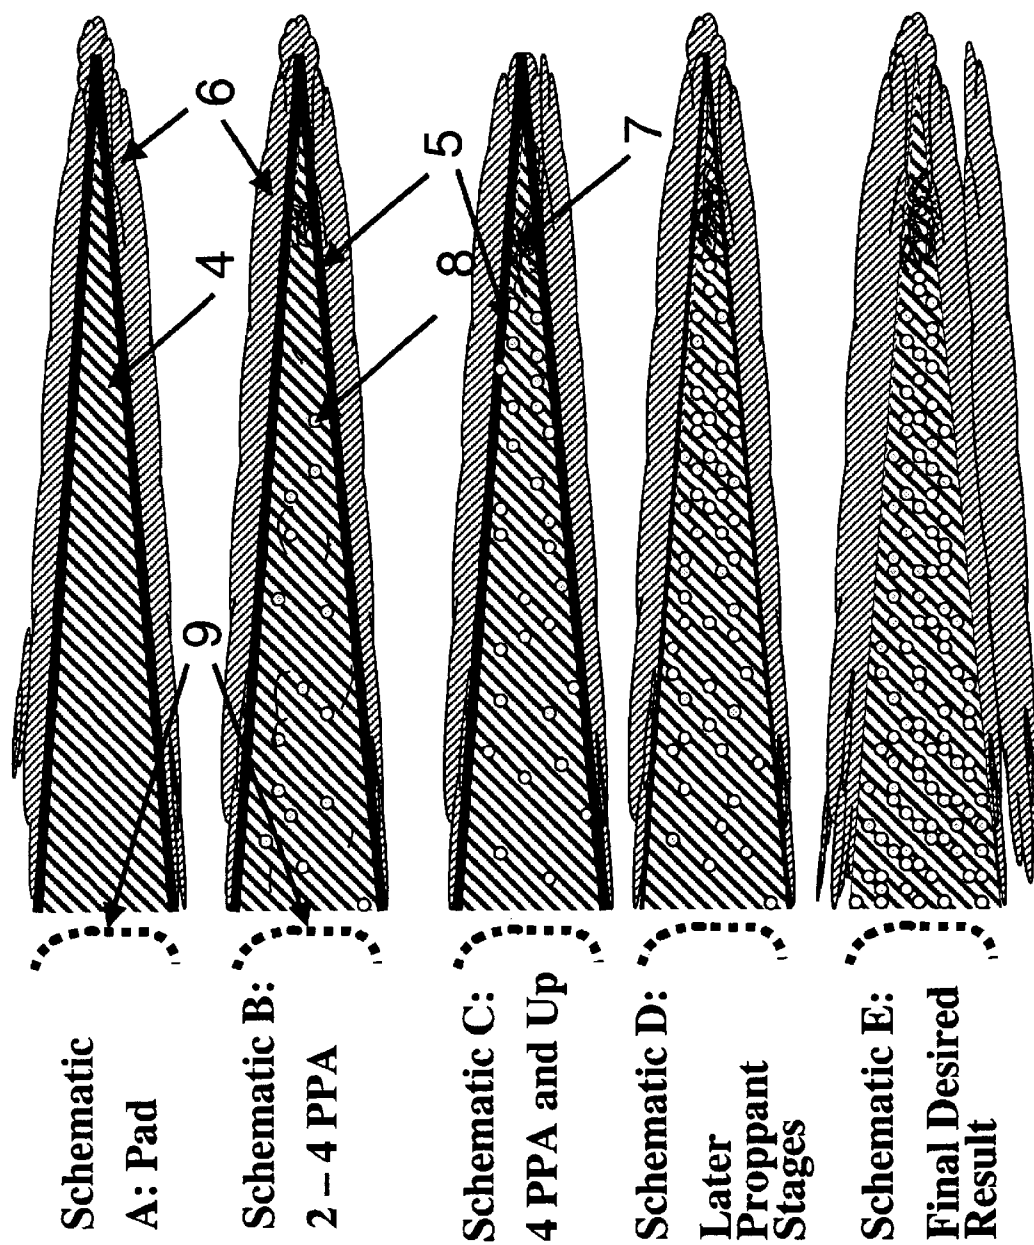 Schematic
A: Pad
Schematic B:
2 – 4 PPA
Schematic C:
4 PPA and Up
Schematic D:
Later
Proppant
Stages
Schematic E:
Final Desired
Result
9
4
6
8
5
7